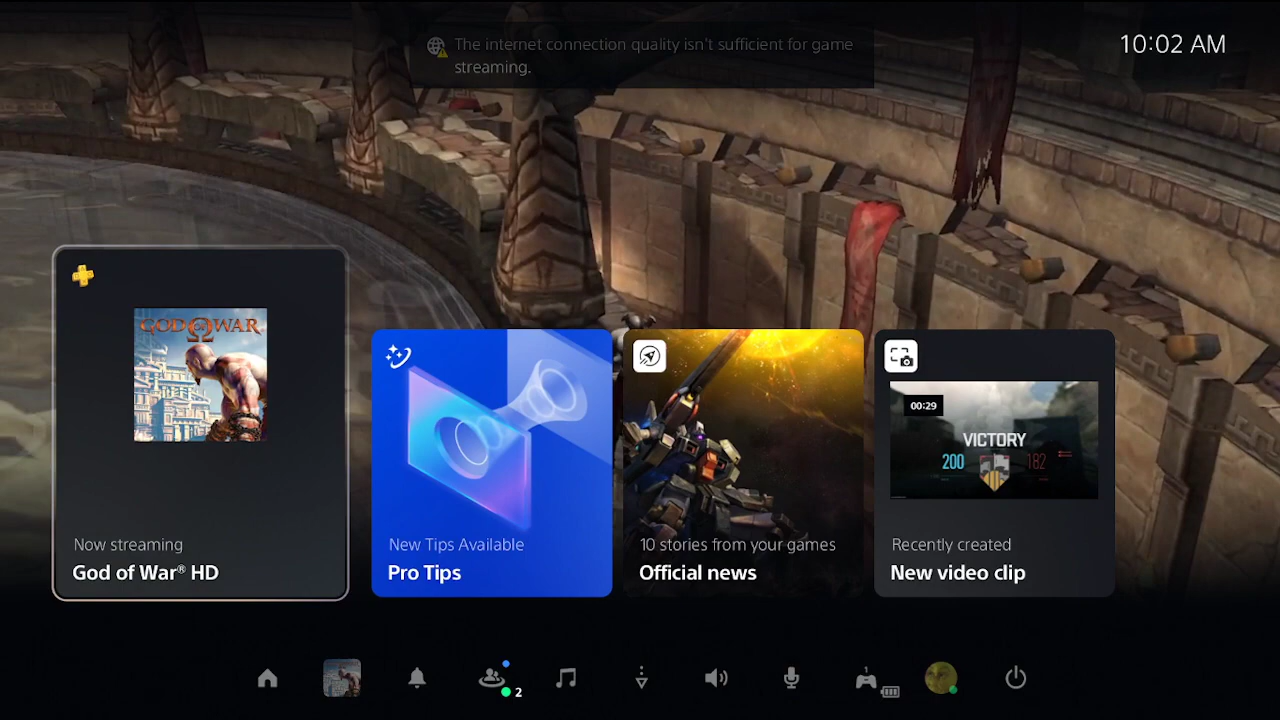 The internet connection quality isn't sufficient for game
streaming.
10:02 AM
GOD OF WAR
Now streaming
God of War® HD
New Tips Available
Pro Tips
10 stories from your games
Official news
00:29
VICTORY
200
182
Recently created
New video clip
2
1